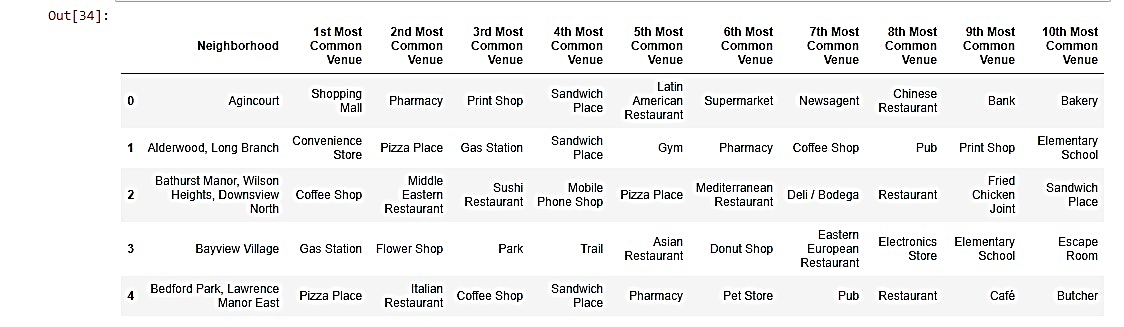 Out[34]:
Neighborhood 1st Most Common Venue 2nd Most Common Venue 3rd Most Common Venue 4th Most Common Venue 5th Most Common Venue 6th Most Common Venue 7th Most Common Venue 8th Most Common Venue 9th Most Common Venue 10th Most Common Venue
0 Agincourt Shopping Mall Pharmacy Print Shop Sandwich Place Latin American Restaurant Supermarket Newsagent Chinese Restaurant Bank Bakery
1 Alderwood, Long Branch Convenience Store Pizza Place Gas Station Sandwich Place Gym Pharmacy Coffee Shop Pub Print Shop Elementary School
2 Bathurst Manor, Wilson Heights, Downsview North Coffee Shop Middle Eastern Restaurant Sushi Restaurant Mobile Phone Shop Pizza Place Mediterranean Restaurant Deli / Bodega Restaurant Fried Chicken Joint Sandwich Place
3 Bayview Village Gas Station Flower Shop Park Trail Asian Restaurant Donut Shop Eastern European Restaurant Electronics Store Elementary School Escape Room
4 Bedford Park, Lawrence Manor East Pizza Place Italian Restaurant Coffee Shop Sandwich Place Pharmacy Pet Store Pub Restaurant Café Butcher